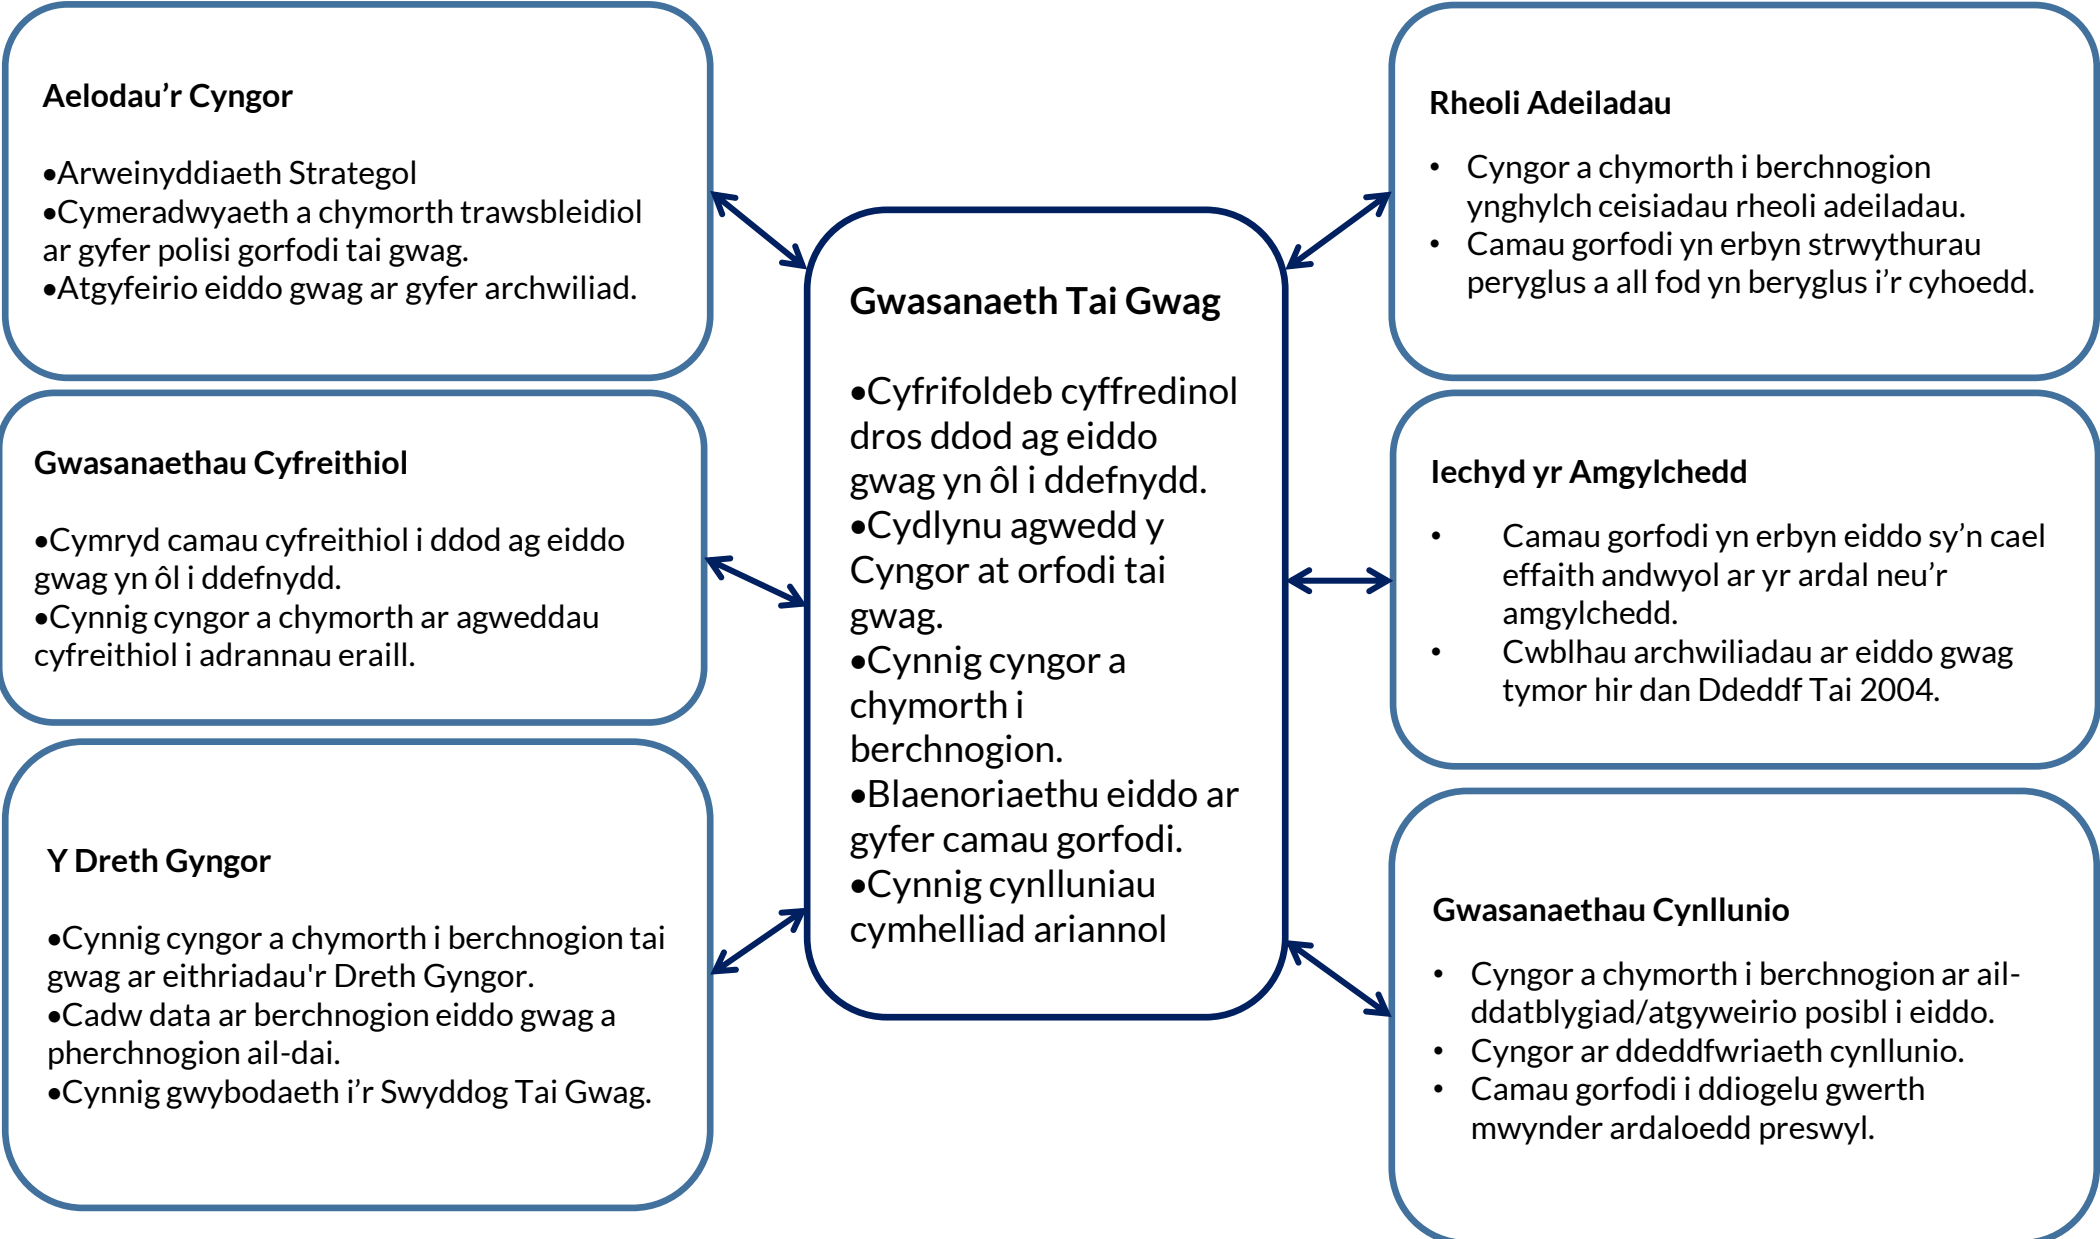 Aelodau’r Cyngor
•Arweinyddiaeth Strategol
•Cymeradwyaeth a chymorth trawsbleidiol
ar gyfer polisi gorfodi tai gwag.
•Atgyfeirio eiddo gwag ar gyfer archwiliad.
Gwasanaethau Cyfreithiol
•Cymryd camau cyfreithiol i ddod ag eiddo
gwag yn ôl i ddefnydd.
•Cynnig cyngor a chymorth ar agweddau
cyfreithiol i adrannau eraill.
Y Dreth Gyngor
•Cynnig cyngor a chymorth i berchnogion tai
gwag ar eithriadau'r Dreth Gyngor.
•Cadw data ar berchnogion eiddo gwag a
pherchnogion ail-dai.
•Cynnig gwybodaeth i’r Swyddog Tai Gwag.
Gwasanaeth Tai Gwag
•Cyfrifoldeb cyffredinol
dros ddod ag eiddo
gwag yn ôl i ddefnydd.
•Cydlynu agwedd y
Cyngor at orfodi tai
gwag.
•Cynnig cyngor a
chymorth i
berchnogion.
•Blaenoriaethu eiddo ar
gyfer camau gorfodi.
•Cynnig cynlluniau
cymhelliad ariannol
Rheoli Adeiladau
• Cyngor a chymorth i berchnogion
ynghylch ceisiadau rheoli adeiladau.
• Camau gorfodi yn erbyn strwythurau
peryglus a all fod yn beryglus i’r cyhoedd.
Iechyd yr Amgylchedd
• Camau gorfodi yn erbyn eiddo sy’n cael
effaith andwyol ar yr ardal neu’r
amgylchedd.
• Cwblhau archwiliadau ar eiddo gwag
tymor hir dan Ddeddf Tai 2004.
Gwasanaethau Cynllunio
• Cyngor a chymorth i berchnogion ar ail-
ddatblygiad/atgyweirio posibl i eiddo.
• Cyngor ar ddeddfwriaeth cynllunio.
• Camau gorfodi i ddiogelu gwerth
mwynder ardaloedd preswyl.